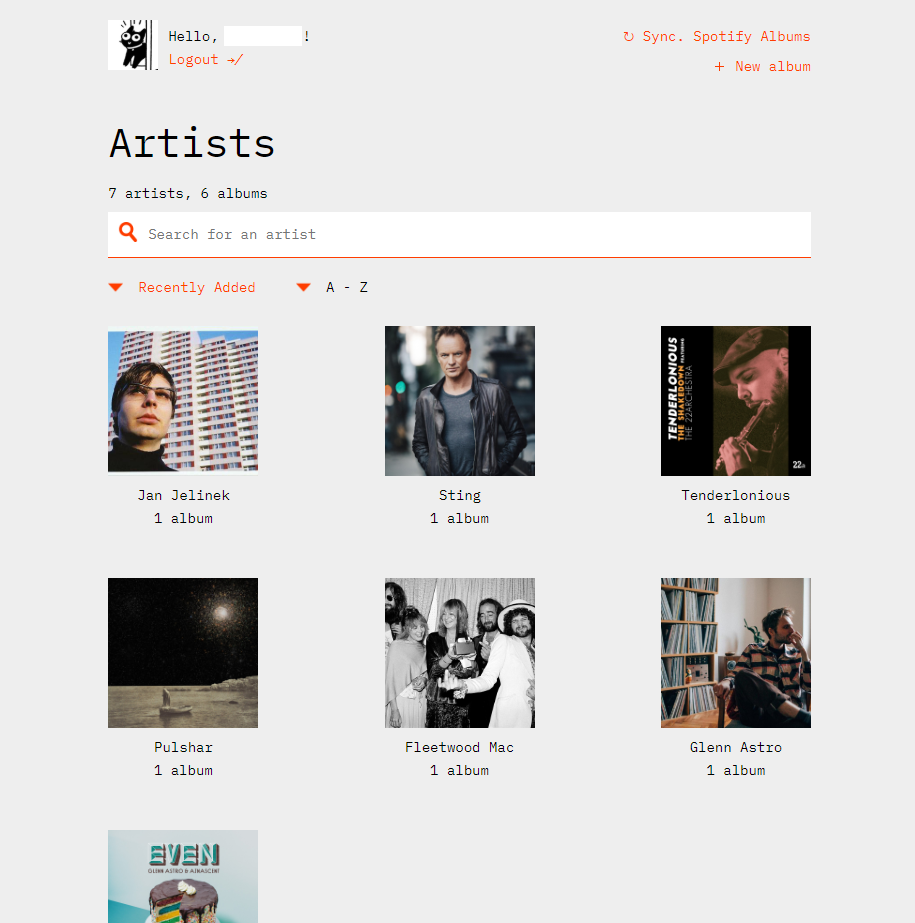 Hello, !
Logout
↻ Sync. Spotify Albums
+ New album
Artists
7 artists, 6 albums
Search for an artist
Recently Added
A - Z
TENDERLONIOUS FEATURING
THE SHAKEDOWN
THE 22ARCHESTRA
22a
Jan Jelinek
1 album
Sting
1 album
Tenderlonious
1 album
Pulshar
1 album
Fleetwood Mac
1 album
Glenn Astro
1 album
EVEN
GLENN ASTRO & AJNASCENT